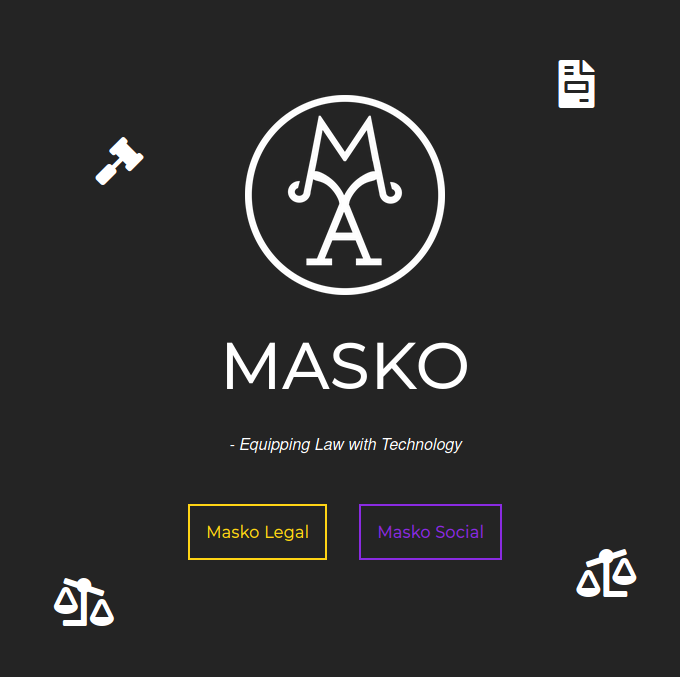 MA
MASKO
- Equipping Law with Technology
Masko Legal
Masko Social